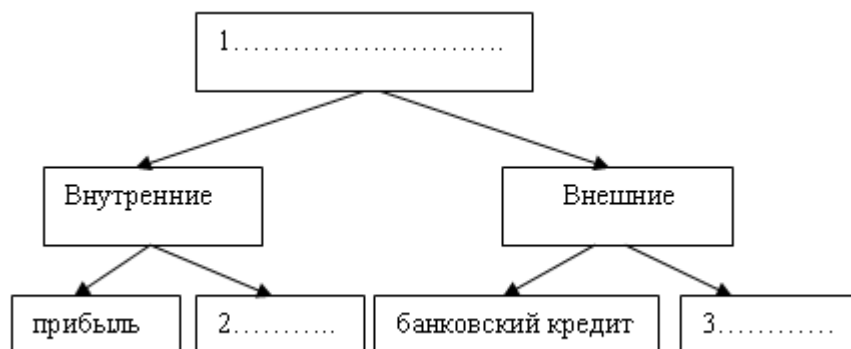 1………………………….
Внутренние
Внешние
прибыль
2………..
банковский кредит
3…………